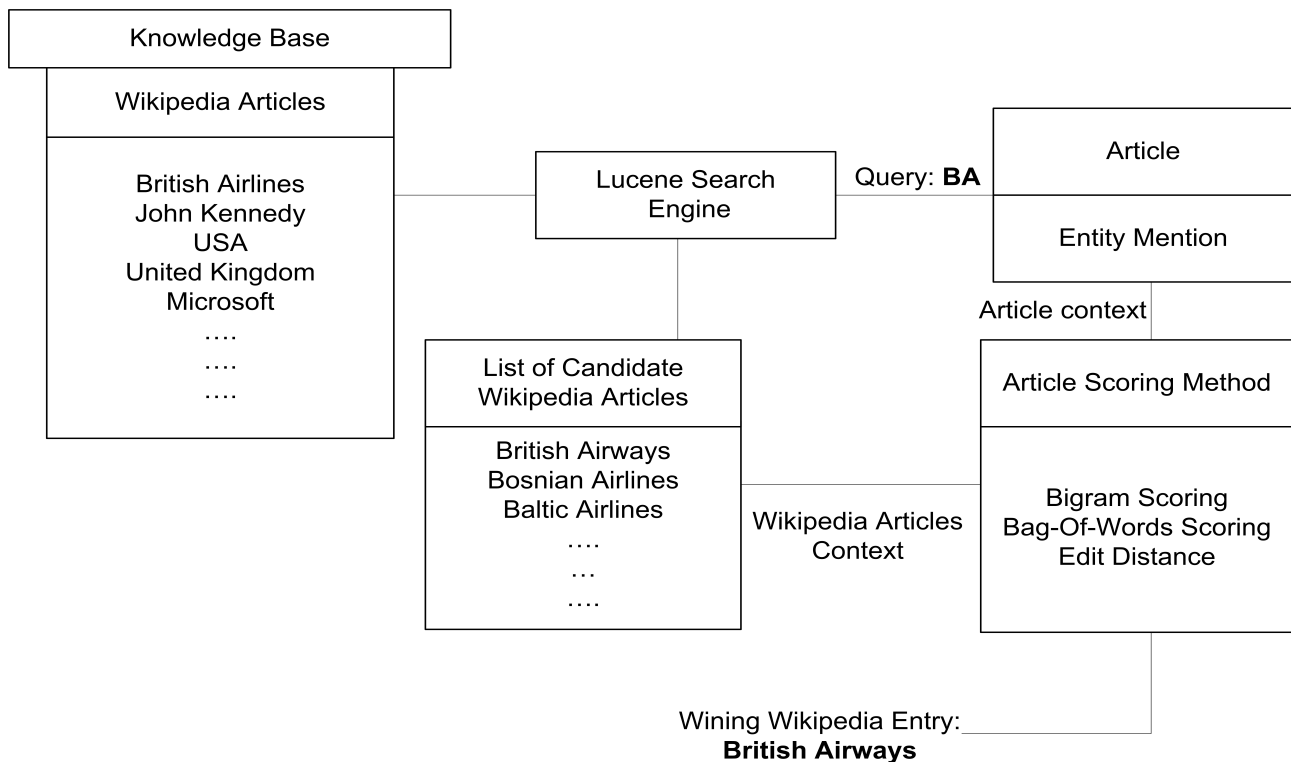 Knowledge Base
Wikipedia Articles
British Airlines
John Kennedy
USA
United Kingdom
Microsoft
….
….
….
Lucene Search
Engine
Query: BA
Article
Entity Mention
Article context
List of Candidate
Wikipedia Articles
British Airways
Bosnian Airlines
Baltic Airlines
….
…
….
Wikipedia Articles
Context
Article Scoring Method
Bigram Scoring
Bag-Of-Words Scoring
Edit Distance
Wining Wikipedia Entry:
British Airways